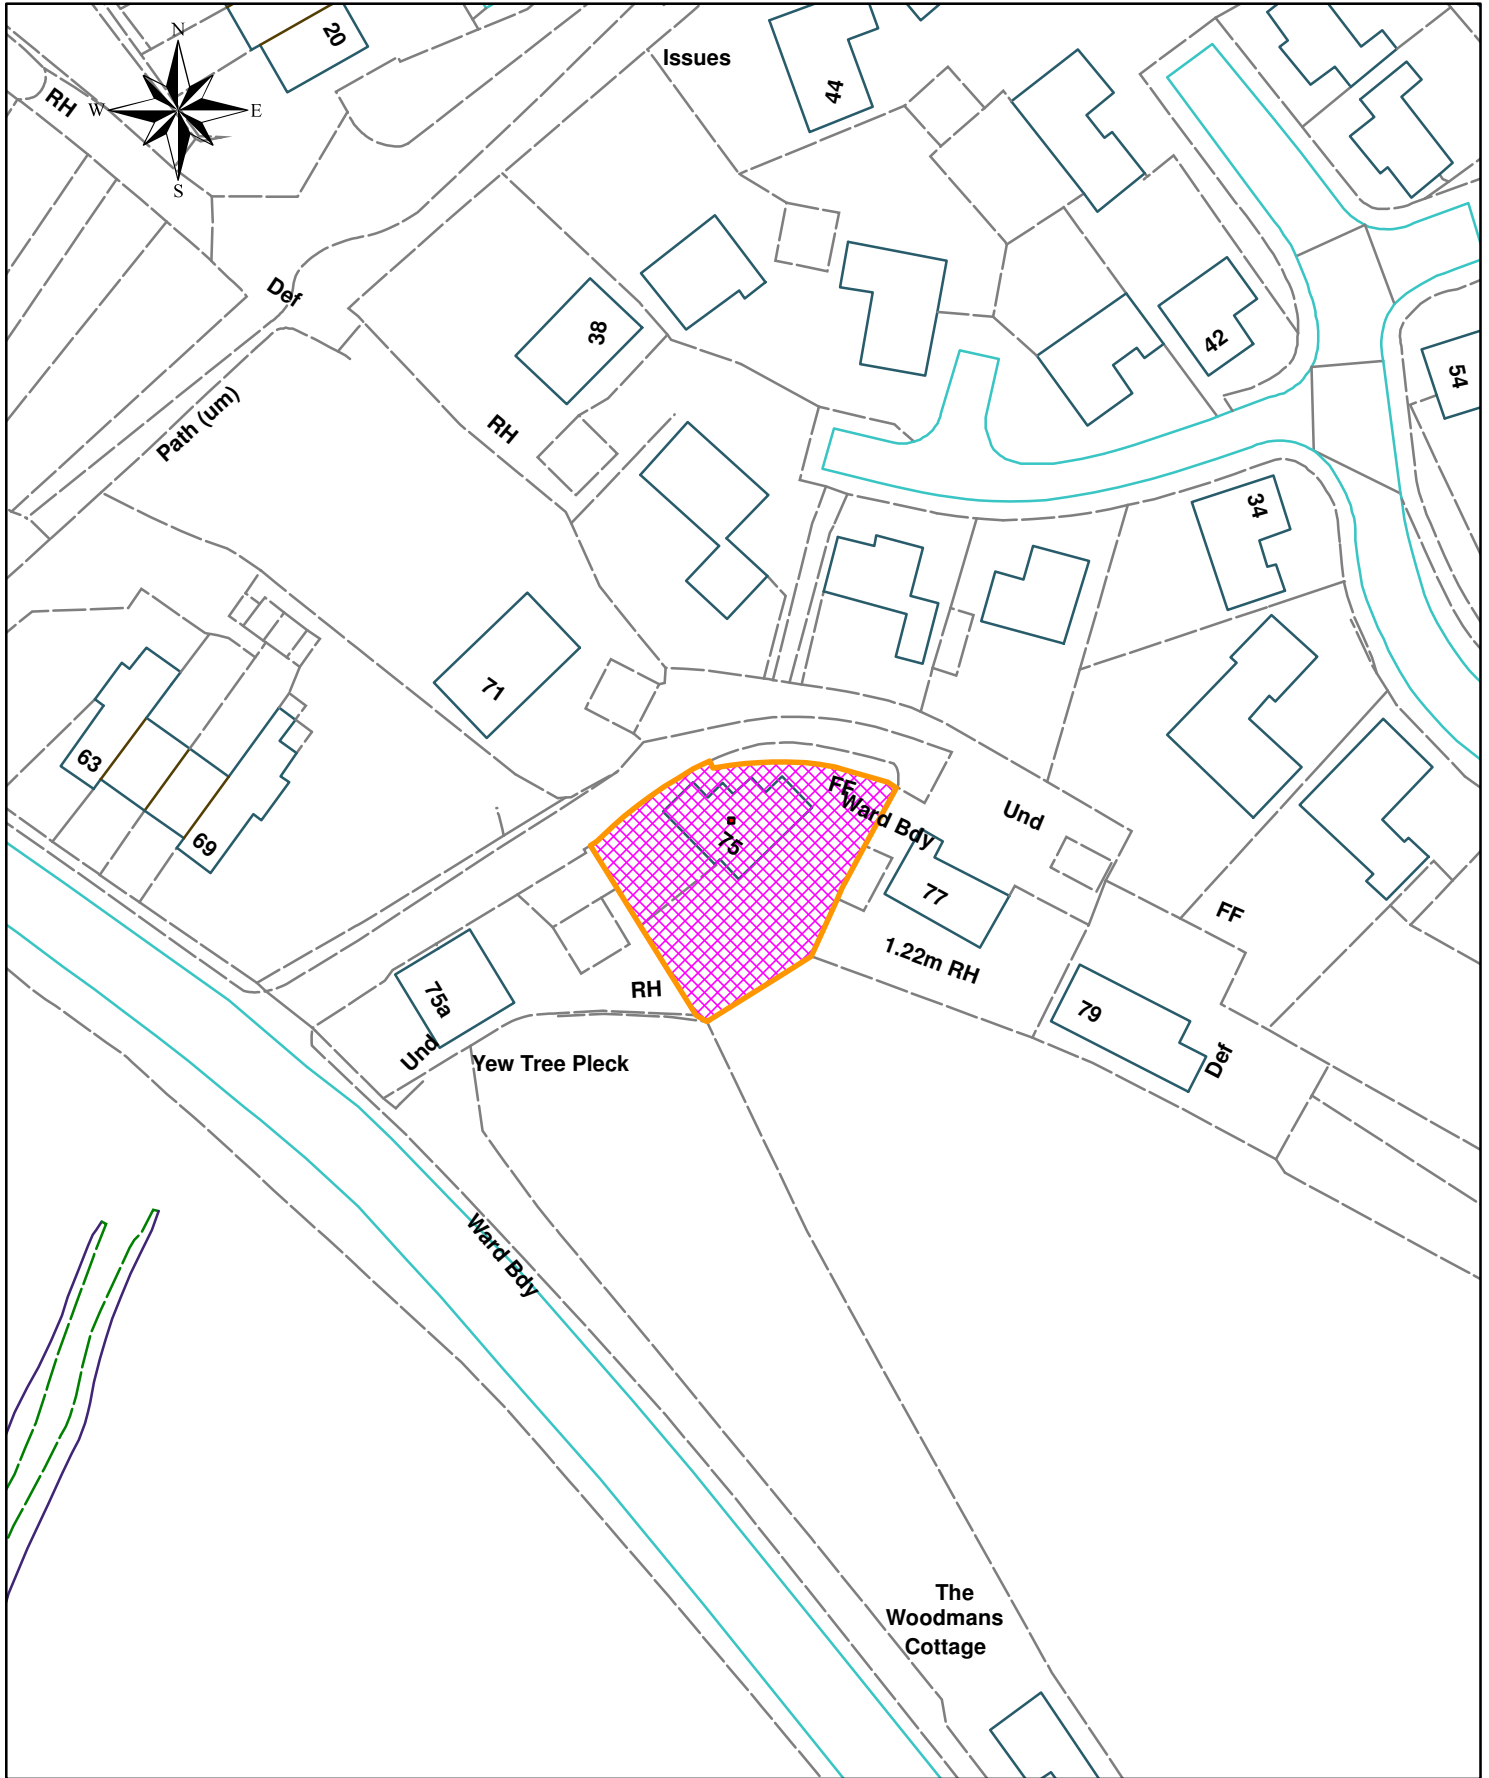 N
W
E
S
20
RH
Issues
44
Def
38
42
54
Path (um)
RH
34
71
63
69
FF
Ward Bdy
75
Und
77
FF
1.22m RH
75a
RH
79
Und
Def
Yew Tree Pleck
Ward Bdy
The
Woodmans
Cottage